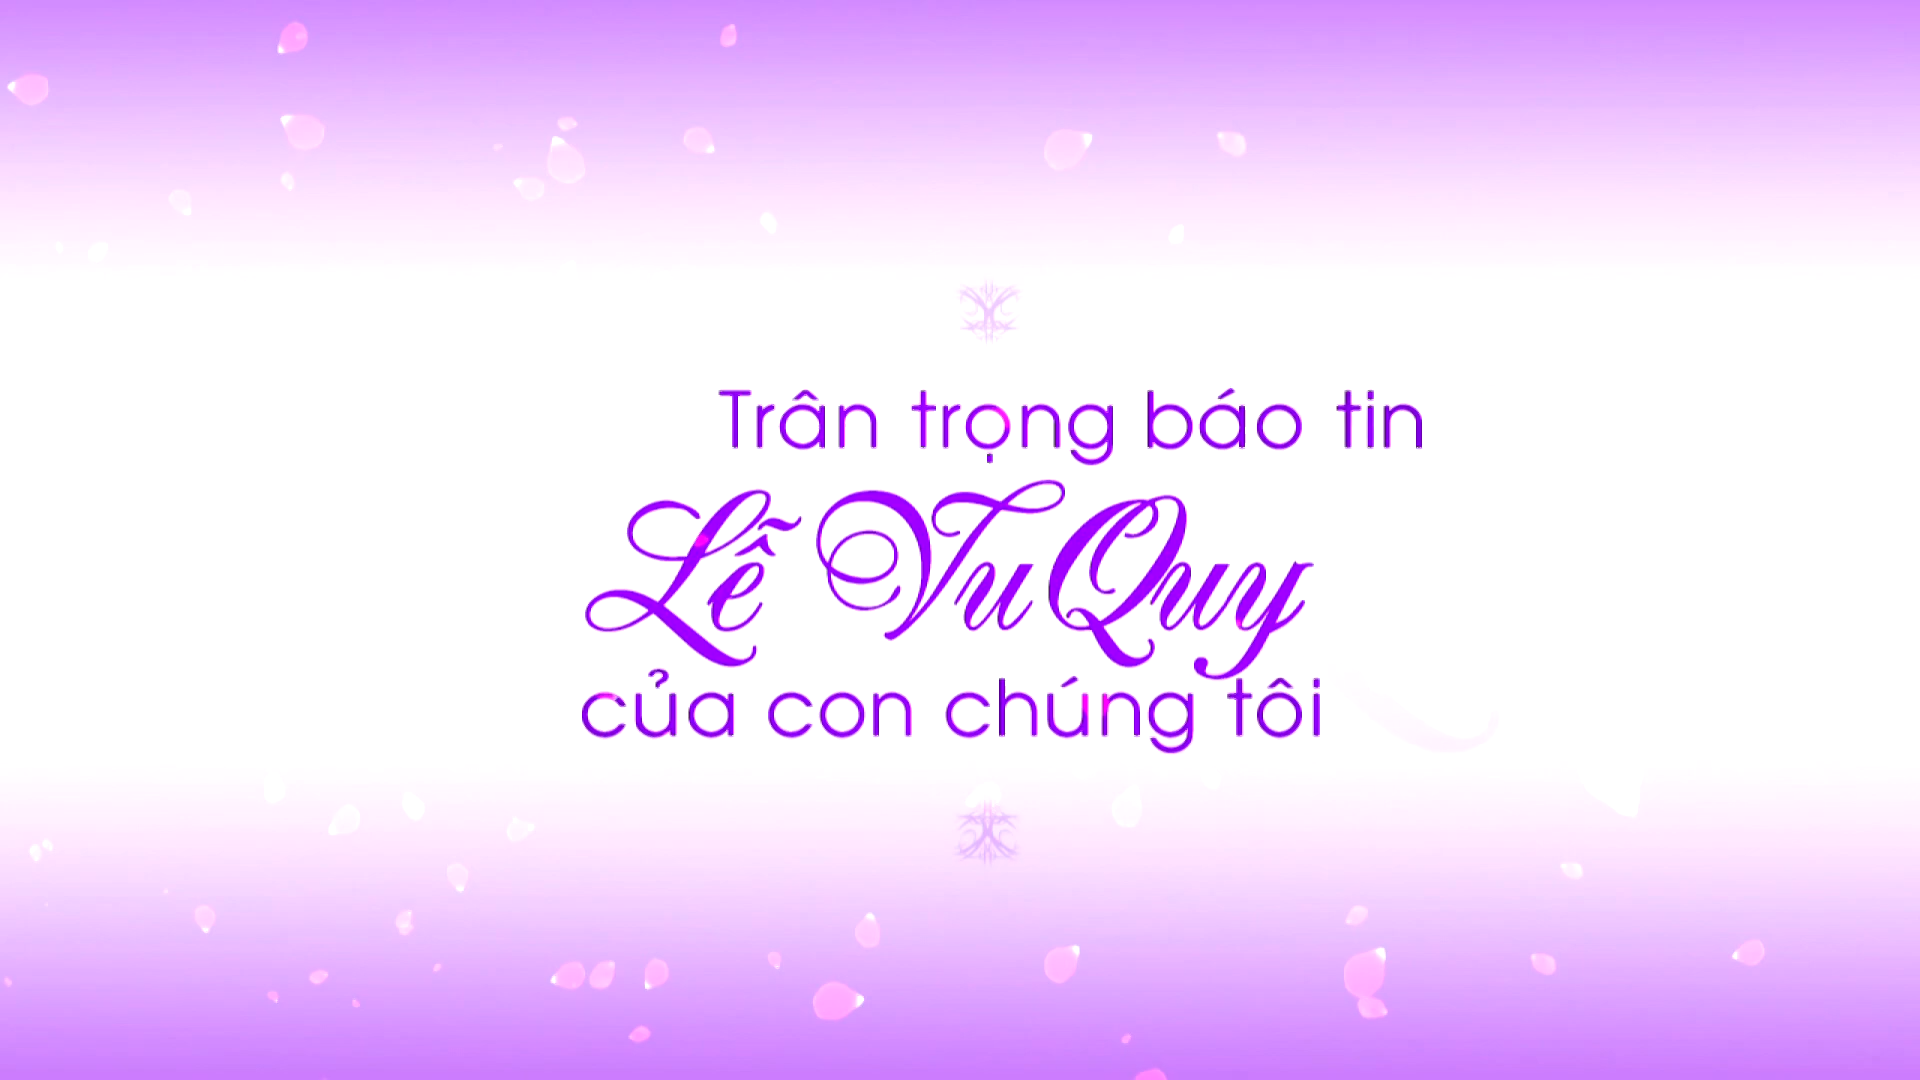 Trân trọng báo tin
Lễ Vu Quy
của con chúng tôi